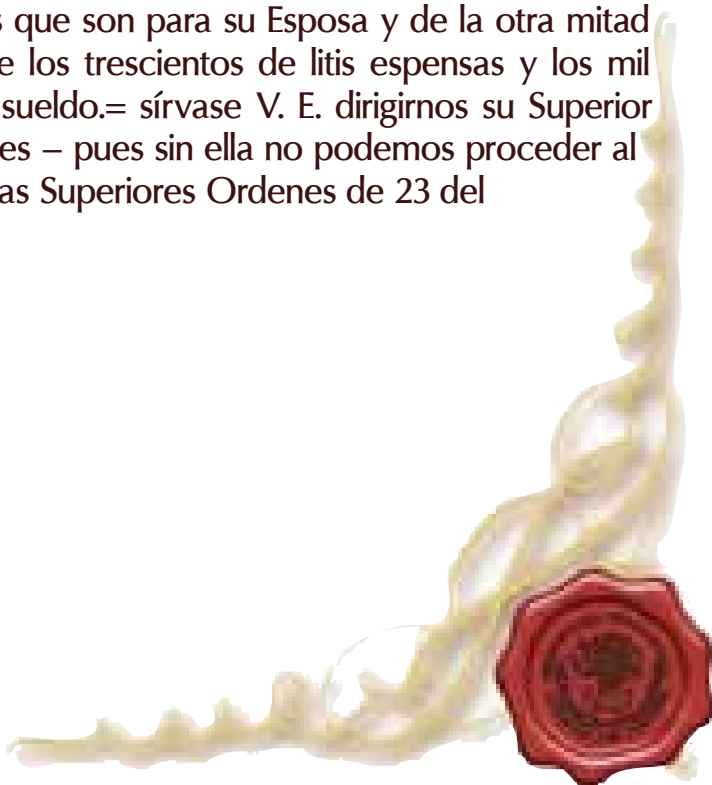 s que son para su Esposa y de la otra mitad
e los trescientos de litis espensas y los mil
sueldo.= sírvase V. E. dirigirnos su Superior
es – pues sin ella no podemos proceder al
as Superiores Ordenes de 23 del